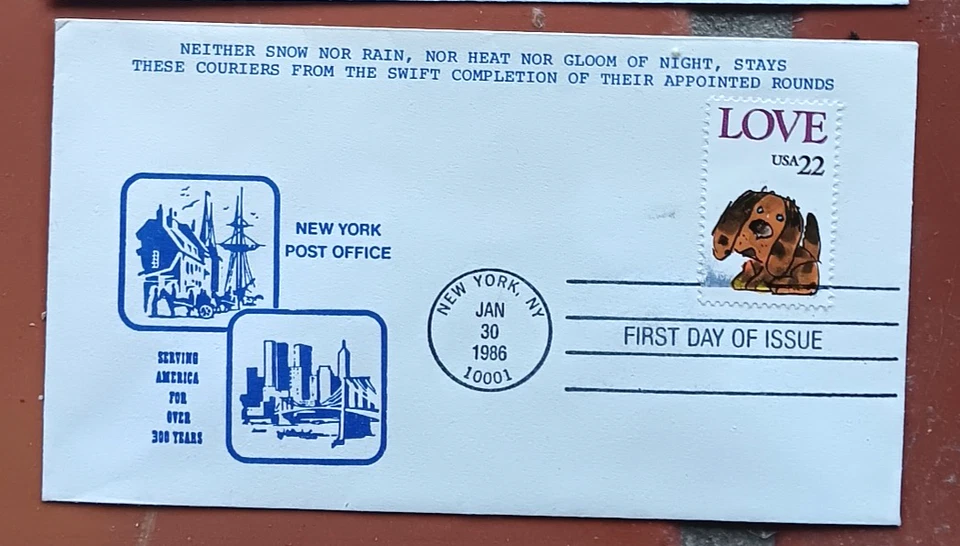 NEITHER SNOW NOR RAIN, NOR HEAT NOR GLOOM OF NIGHT, STAYS
THESE COURIERS FROM THE SWIFT COMPLETION OF THEIR APPOINTED ROUNDS
LOVE
USA22
NEW YORK
POST OFFICE
NEW YORK, NY
JAN
30
1986
10001
FIRST DAY OF ISSUE
SERVING
AMERICA
FOR
OVER
300 YEARS